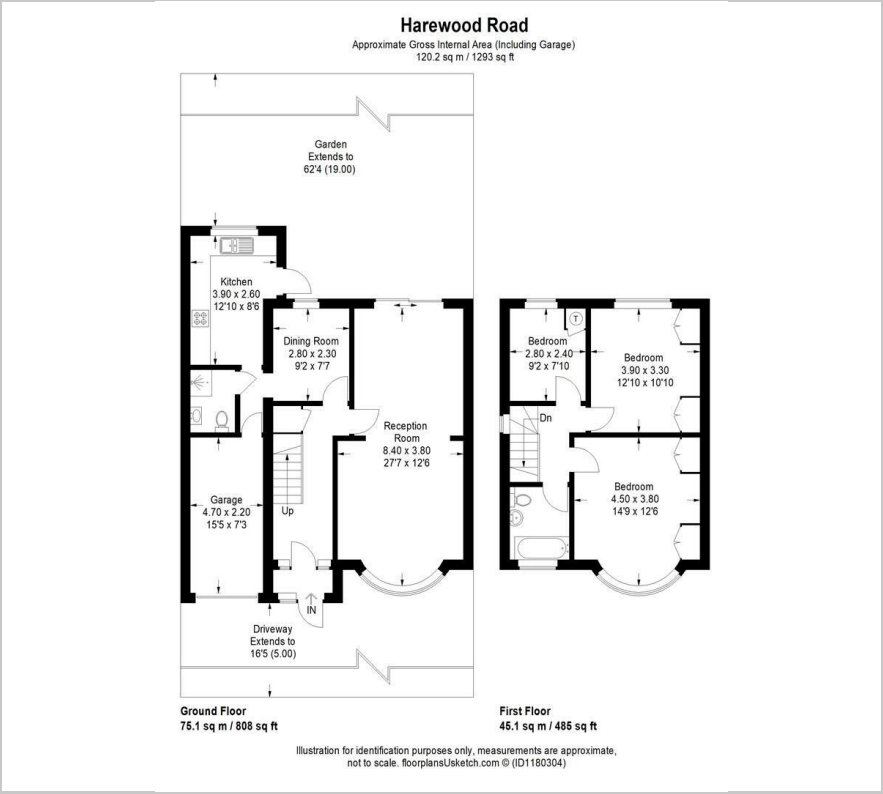 Harewood Road
Approximate Gross Internal Area (Including Garage)
120.2 sq m / 1293 sq ft
Garden
Extends to
62'4 (19.00)
Kitchen
3.90 x 2.60
12'10 x 8'6
Dining Room
2.80 x 2.30
9'2 x 7'7
Reception
Room
8.40 x 3.80
27'7 x 12'6
Garage
4.70 x 2.20
15'5 x 7'3
Up
IN
Driveway
Extends to
16'5 (5.00)
T
Bedroom
2.80 x 2.40
9'2 x 7'10
Bedroom
3.90 x 3.30
12'10 x 10'10
Dn
Bedroom
4.50 x 3.80
14'9 x 12'6
Ground Floor
75.1 sq m / 808 sq ft
First Floor
45.1 sq m / 485 sq ft
Illustration for identification purposes only, measurements are approximate,
not to scale. floorplansUsketch.com © (ID1180304)